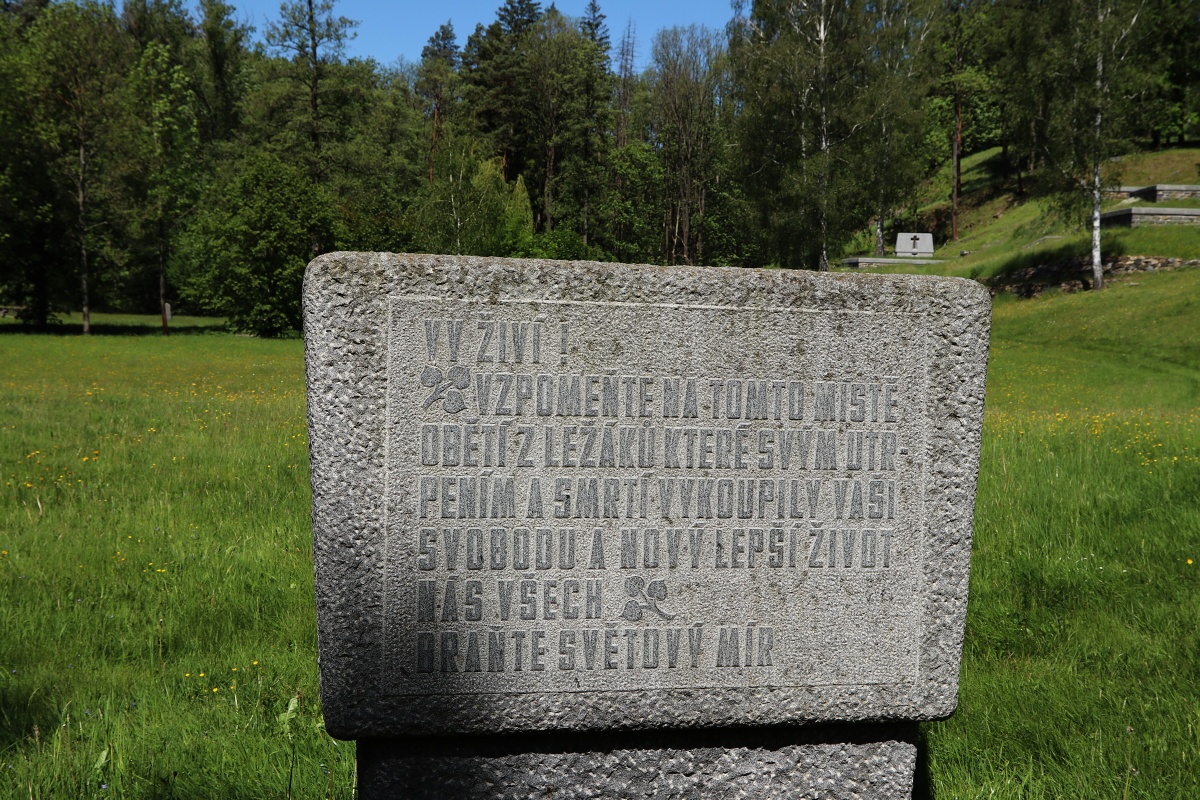 VY ŽIVÍ !
VZPOMEŇTE NA TOMTO MÍSTĚ
OBĚTÍ Z LEŽÁKŮ KTERÉ SVÝM UTR-
PENÍM A SMRTÍ VYKOUPILY VAŠI
SVOBODU A NOVÝ LEPŠÍ ŽIVOT
NÁS VŠECH
BRAŇTE SVĚTOVÝ MÍR